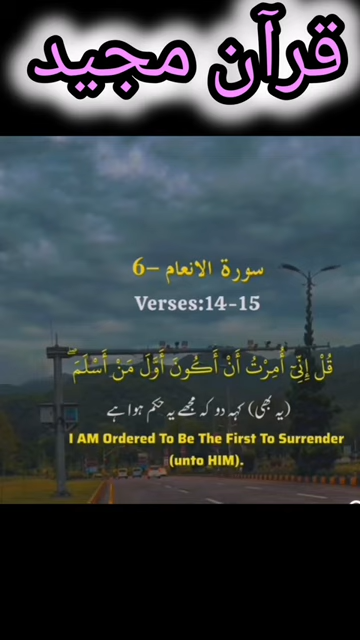 قرآن مجید
سورة الانعام –6
Verses:14-15
قُلْ إِنِّىٓ أُمِرْتُ أَنْ أَكُونَ أَوَّلَ مَنْ أَسْلَمَ ۖ
(یہ بھی) کہہ دو کہ مجھے یہ حکم ہوا ہے
I AM Ordered To Be The First To Surrender
(unto HIM).